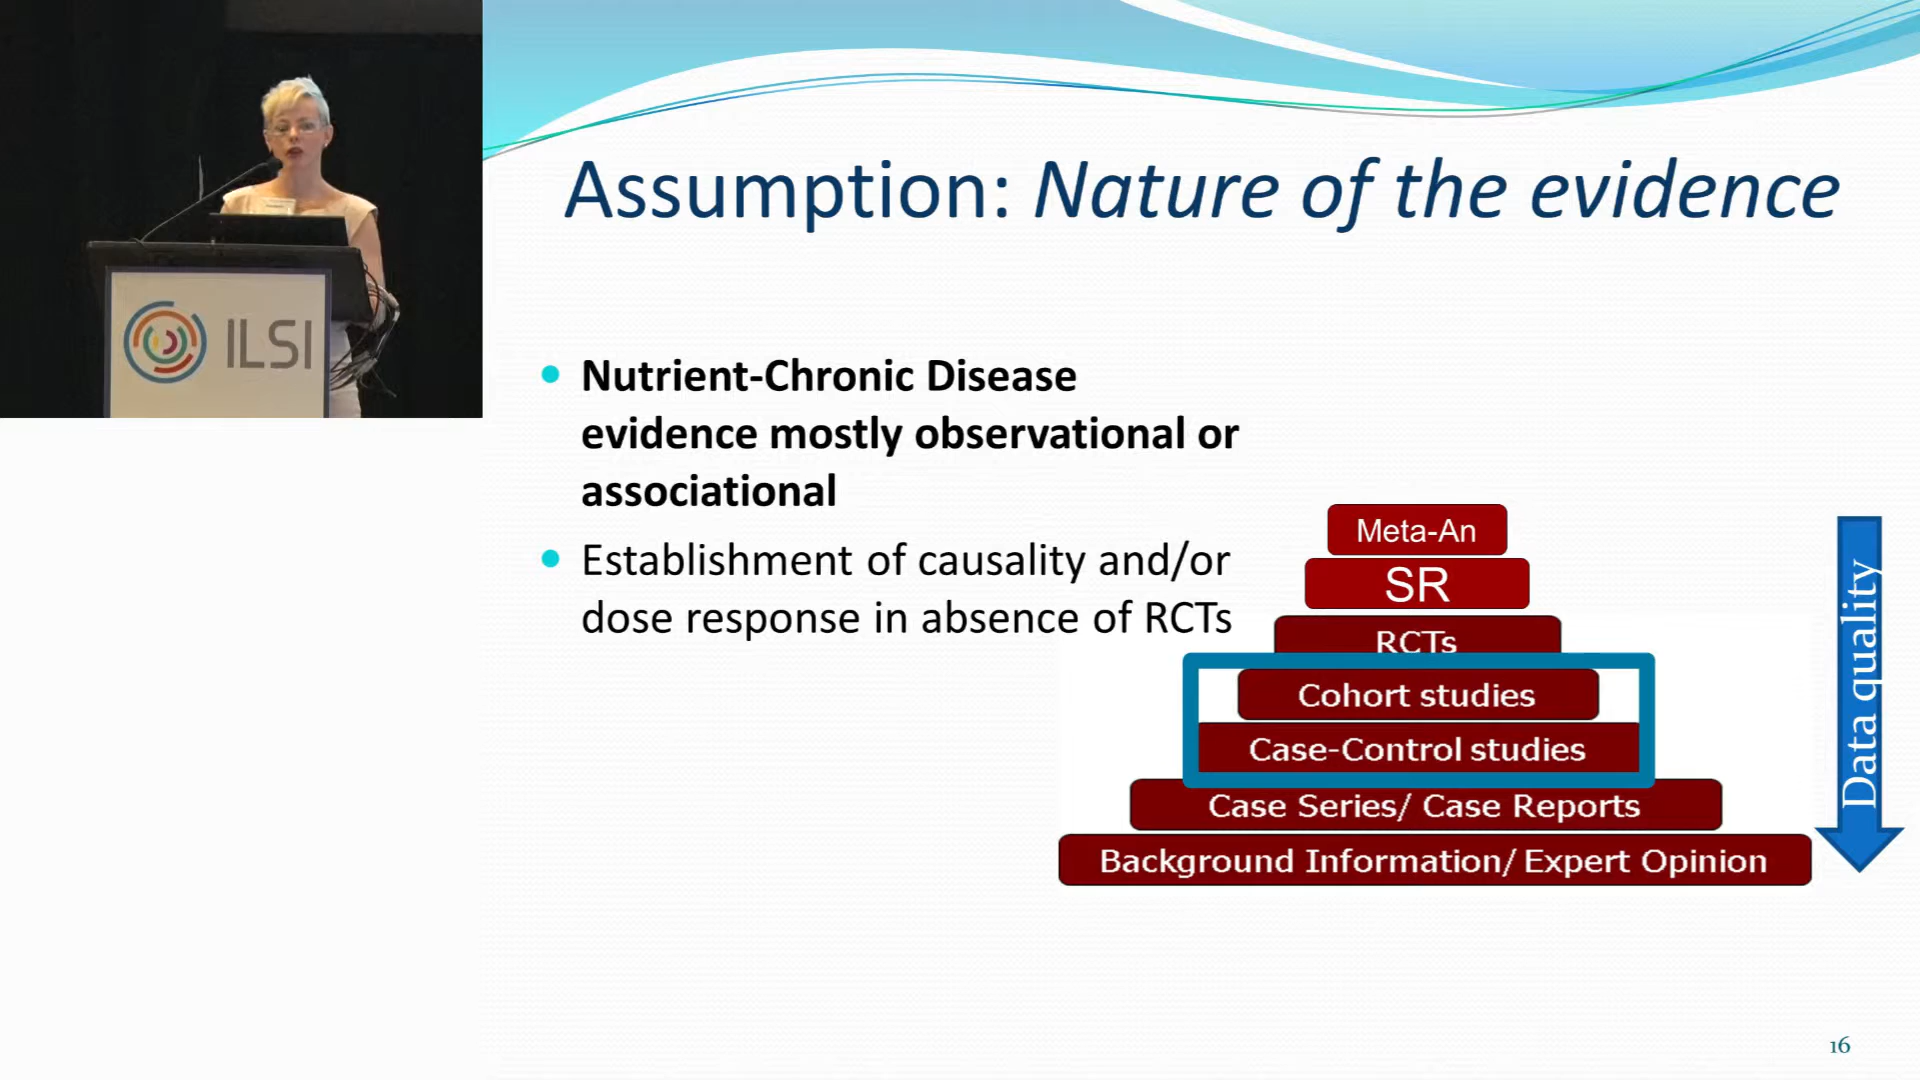 ILSI
Assumption: Nature of the evidence
Nutrient-Chronic Disease
evidence mostly observational or
associational
Establishment of causality and/or
dose response in absence of RCTs
Meta-An
SR
RCTs
Cohort studies
Case-Control studies
Case Series/ Case Reports
Background Information/ Expert Opinion
Data quality
16